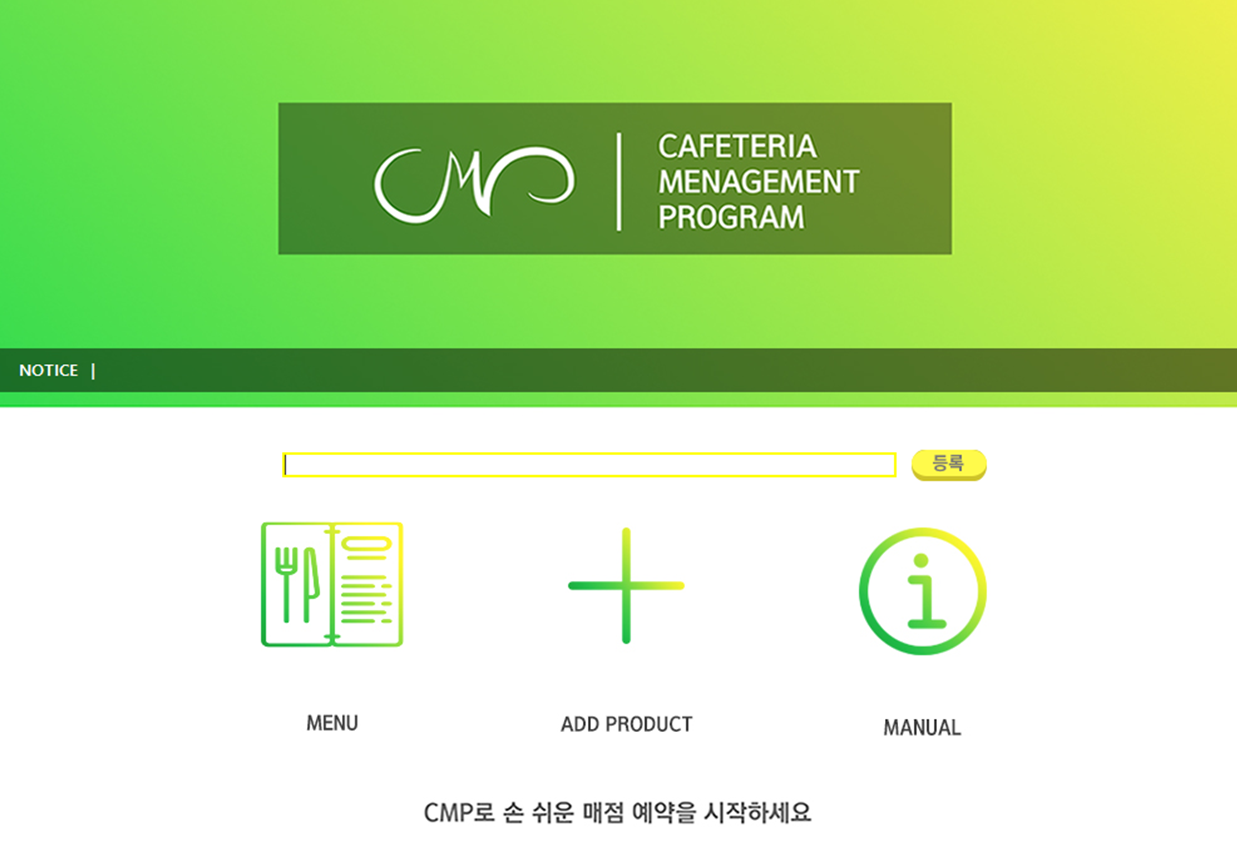 CMP
CAFETERIA
MENAGEMENT
PROGRAM
NOTICE |
등록
MENU
ADD PRODUCT
MANUAL
CMP로 손 쉬운 매점 예약을 시작하세요